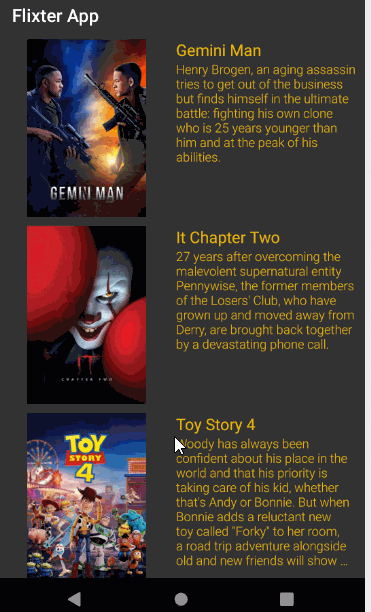 Flixter App
Gemini Man
Henry Brogen, an aging assassin
tries to get out of the business
but finds himself in the ultimate
battle: fighting his own clone
who is 25 years younger than
him and at the peak of his
abilities.
GEMINI MAN
It Chapter Two
27 years after overcoming the
malevolent supernatural entity
Pennywise, the former members
of the Losers' Club, who have
grown up and moved away from
Derry, are brought back together
by a devastating phone call.
IT
CHAPTER TWO
Toy Story 4
Woody has always been
confident about his place in the
world and that his priority is
taking care of his kid, whether
that's Andy or Bonnie. But when
Bonnie adds a reluctant new
toy called "Forky" to her room,
a road trip adventure alongside
old and new friends will show ...
TOY
STORY
4